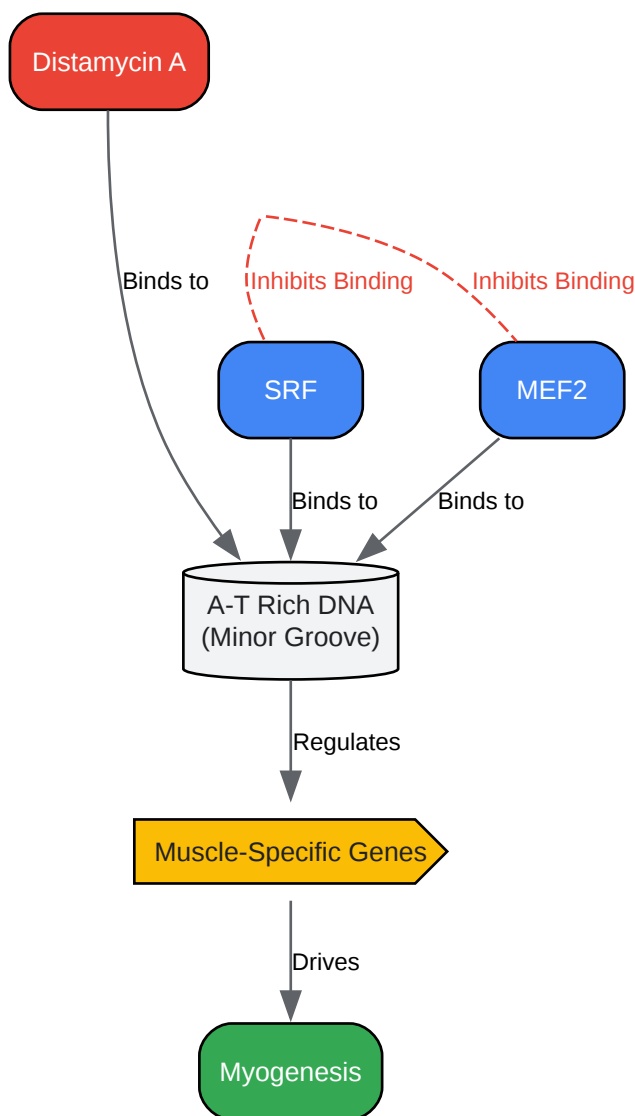 Distamycin A
Binds to
Inhibits Binding
Inhibits Binding
SRF
MEF2
Binds to
Binds to
A-T Rich DNA
(Minor Groove)
Regulates
Muscle-Specific Genes
Drives
Myogenesis